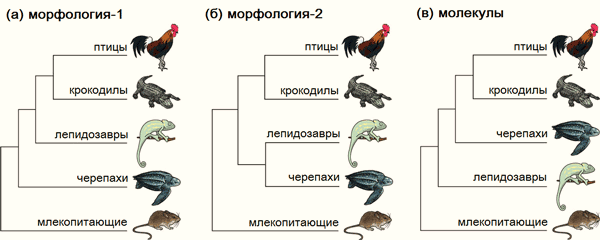 (а) морфология-1
птицы
крокодилы
лепидозавры
черепахи
млекопитающие
(б) морфология-2
птицы
крокодилы
лепидозавры
черепахи
млекопитающие
(в) молекулы
птицы
крокодилы
черепахи
лепидозавры
млекопитающие